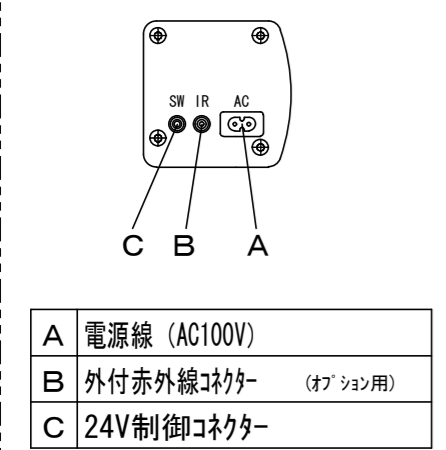 SW IR AC
C B A
A 電源線 (AC100V)
B 外付赤外線ｺﾈｸﾀｰ (ｵﾌﾟｼｮﾝ用)
C 24V制御ｺﾈｸﾀｰ